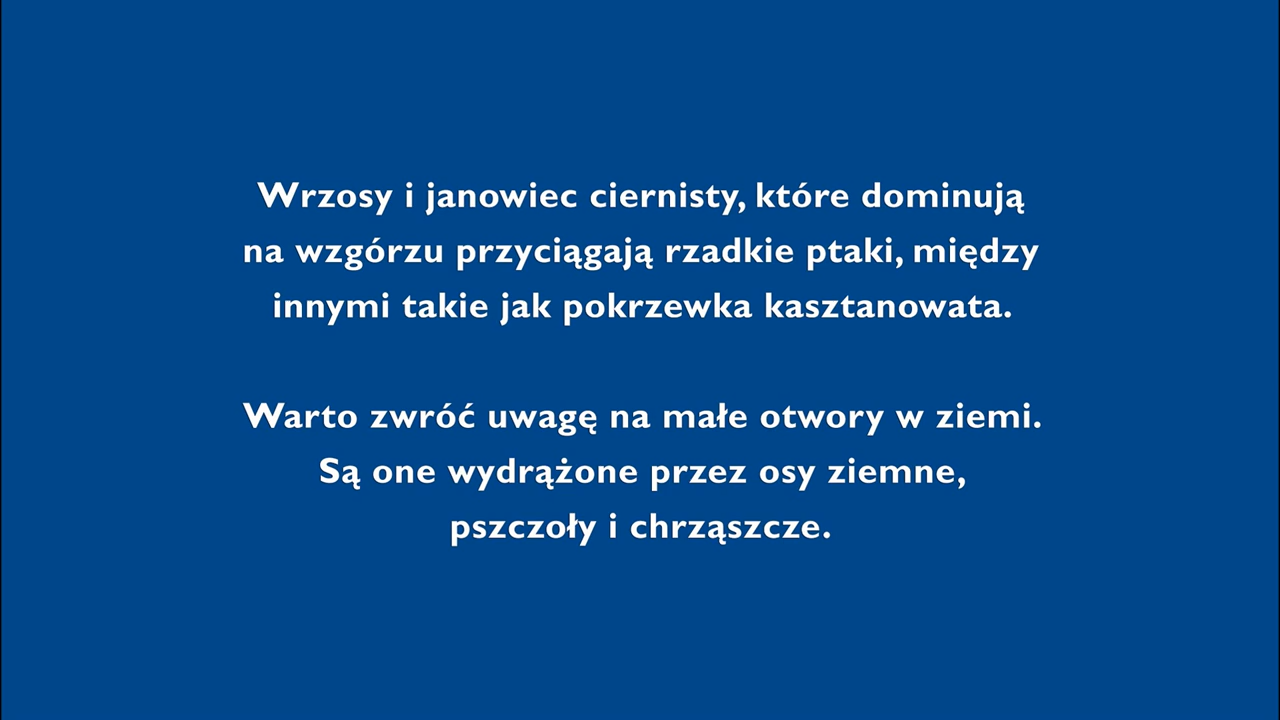 Wrzosy i janowiec ciernisty, które dominują
na wzgórzu przyciągają rzadkie ptaki, między
innymi takie jak pokrzewka kasztanowata.
Warto zwróć uwagę na małe otwory w ziemi.
Są one wydrążone przez osy ziemne,
pszczoły i chrząszcze.